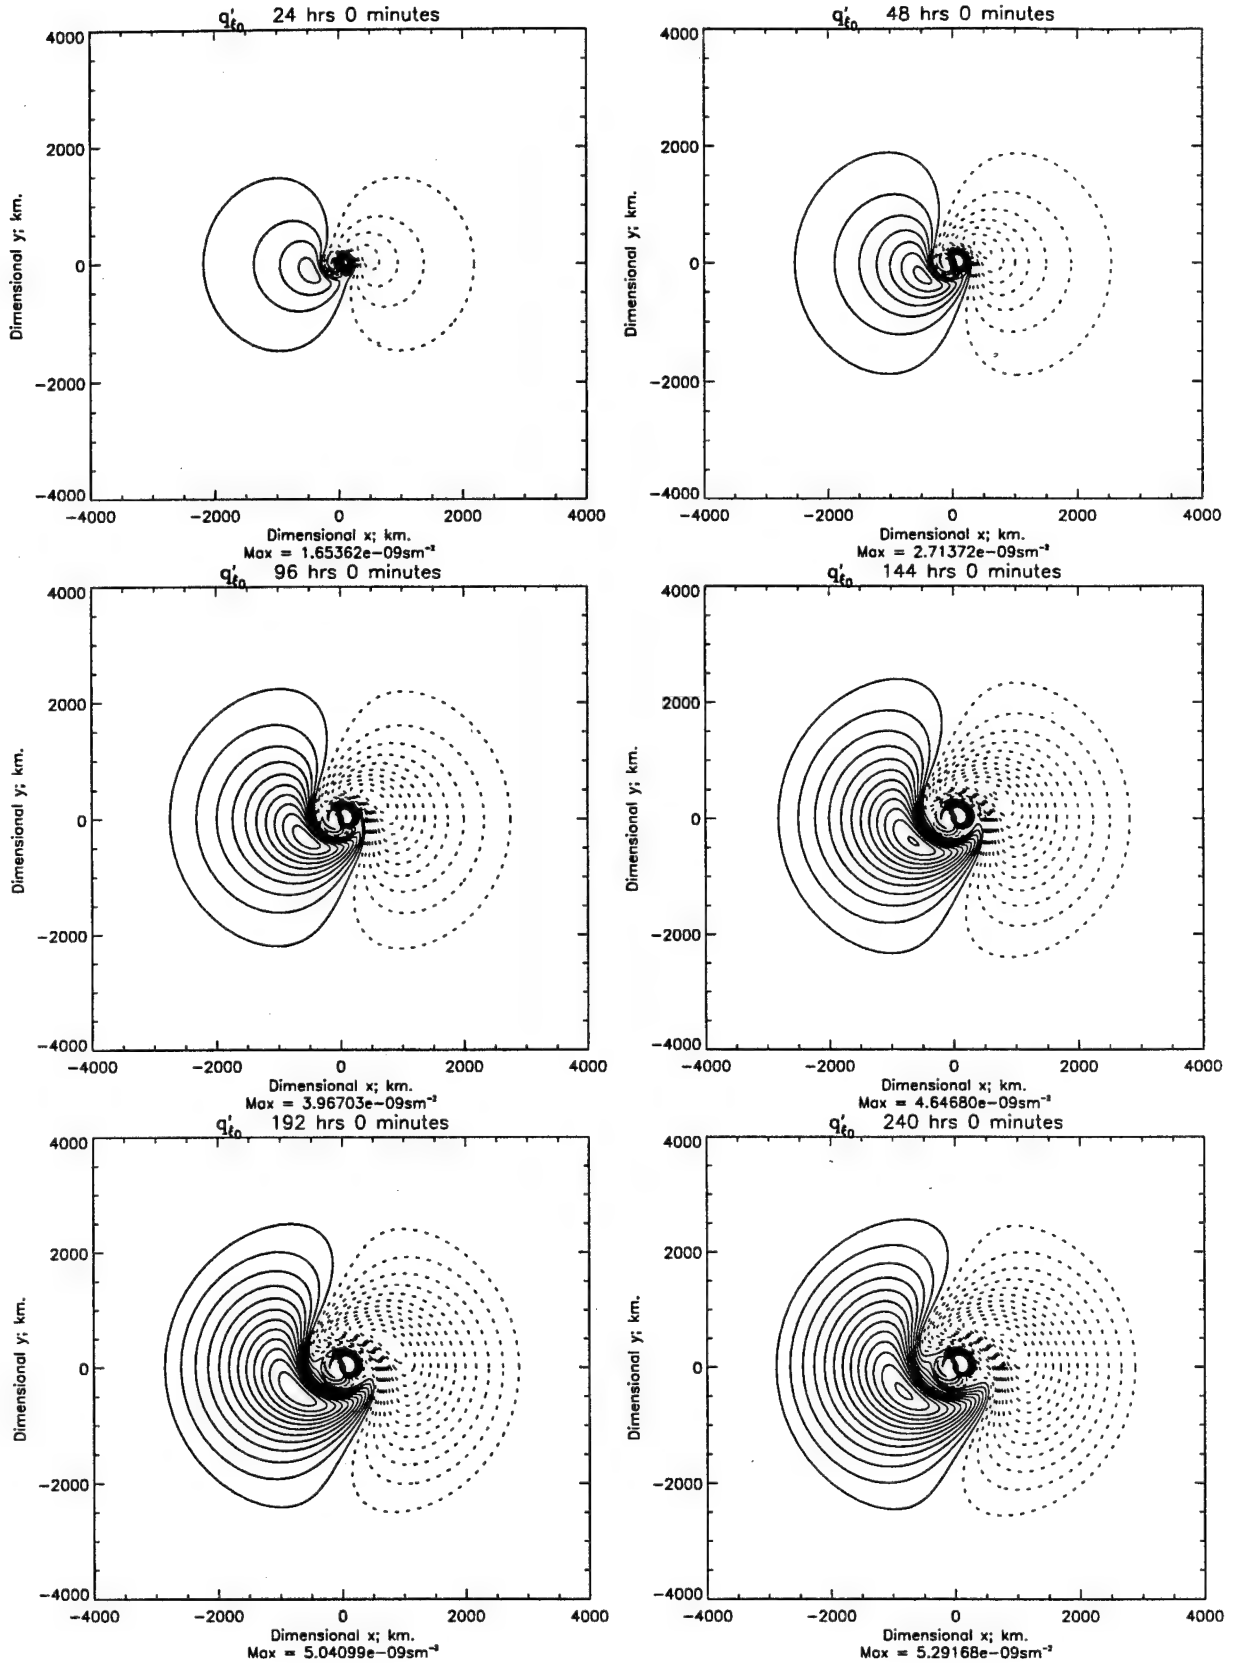 q'ξ0 24 hrs 0 minutes
4000
2000
0
−2000
−4000
Dimensional y; km.
−4000 −2000 0 2000 4000
Dimensional x; km.
Max = 1.65362e−09sm⁻²
q'ξ0 48 hrs 0 minutes
4000
2000
0
−2000
−4000
Dimensional y; km.
−4000 −2000 0 2000 4000
Dimensional x; km.
Max = 2.71372e−09sm⁻²
q'ξ0 96 hrs 0 minutes
4000
2000
0
−2000
−4000
Dimensional y; km.
−4000 −2000 0 2000 4000
Dimensional x; km.
Max = 3.96703e−09sm⁻²
q'ξ0 144 hrs 0 minutes
4000
2000
0
−2000
−4000
Dimensional y; km.
−4000 −2000 0 2000 4000
Dimensional x; km.
Max = 4.64680e−09sm⁻²
q'ξ0 192 hrs 0 minutes
4000
2000
0
−2000
−4000
Dimensional y; km.
−4000 −2000 0 2000 4000
Dimensional x; km.
Max = 5.04099e−09sm⁻²
q'ξ0 240 hrs 0 minutes
4000
2000
0
−2000
−4000
Dimensional y; km.
−4000 −2000 0 2000 4000
Dimensional x; km.
Max = 5.29168e−09sm⁻²